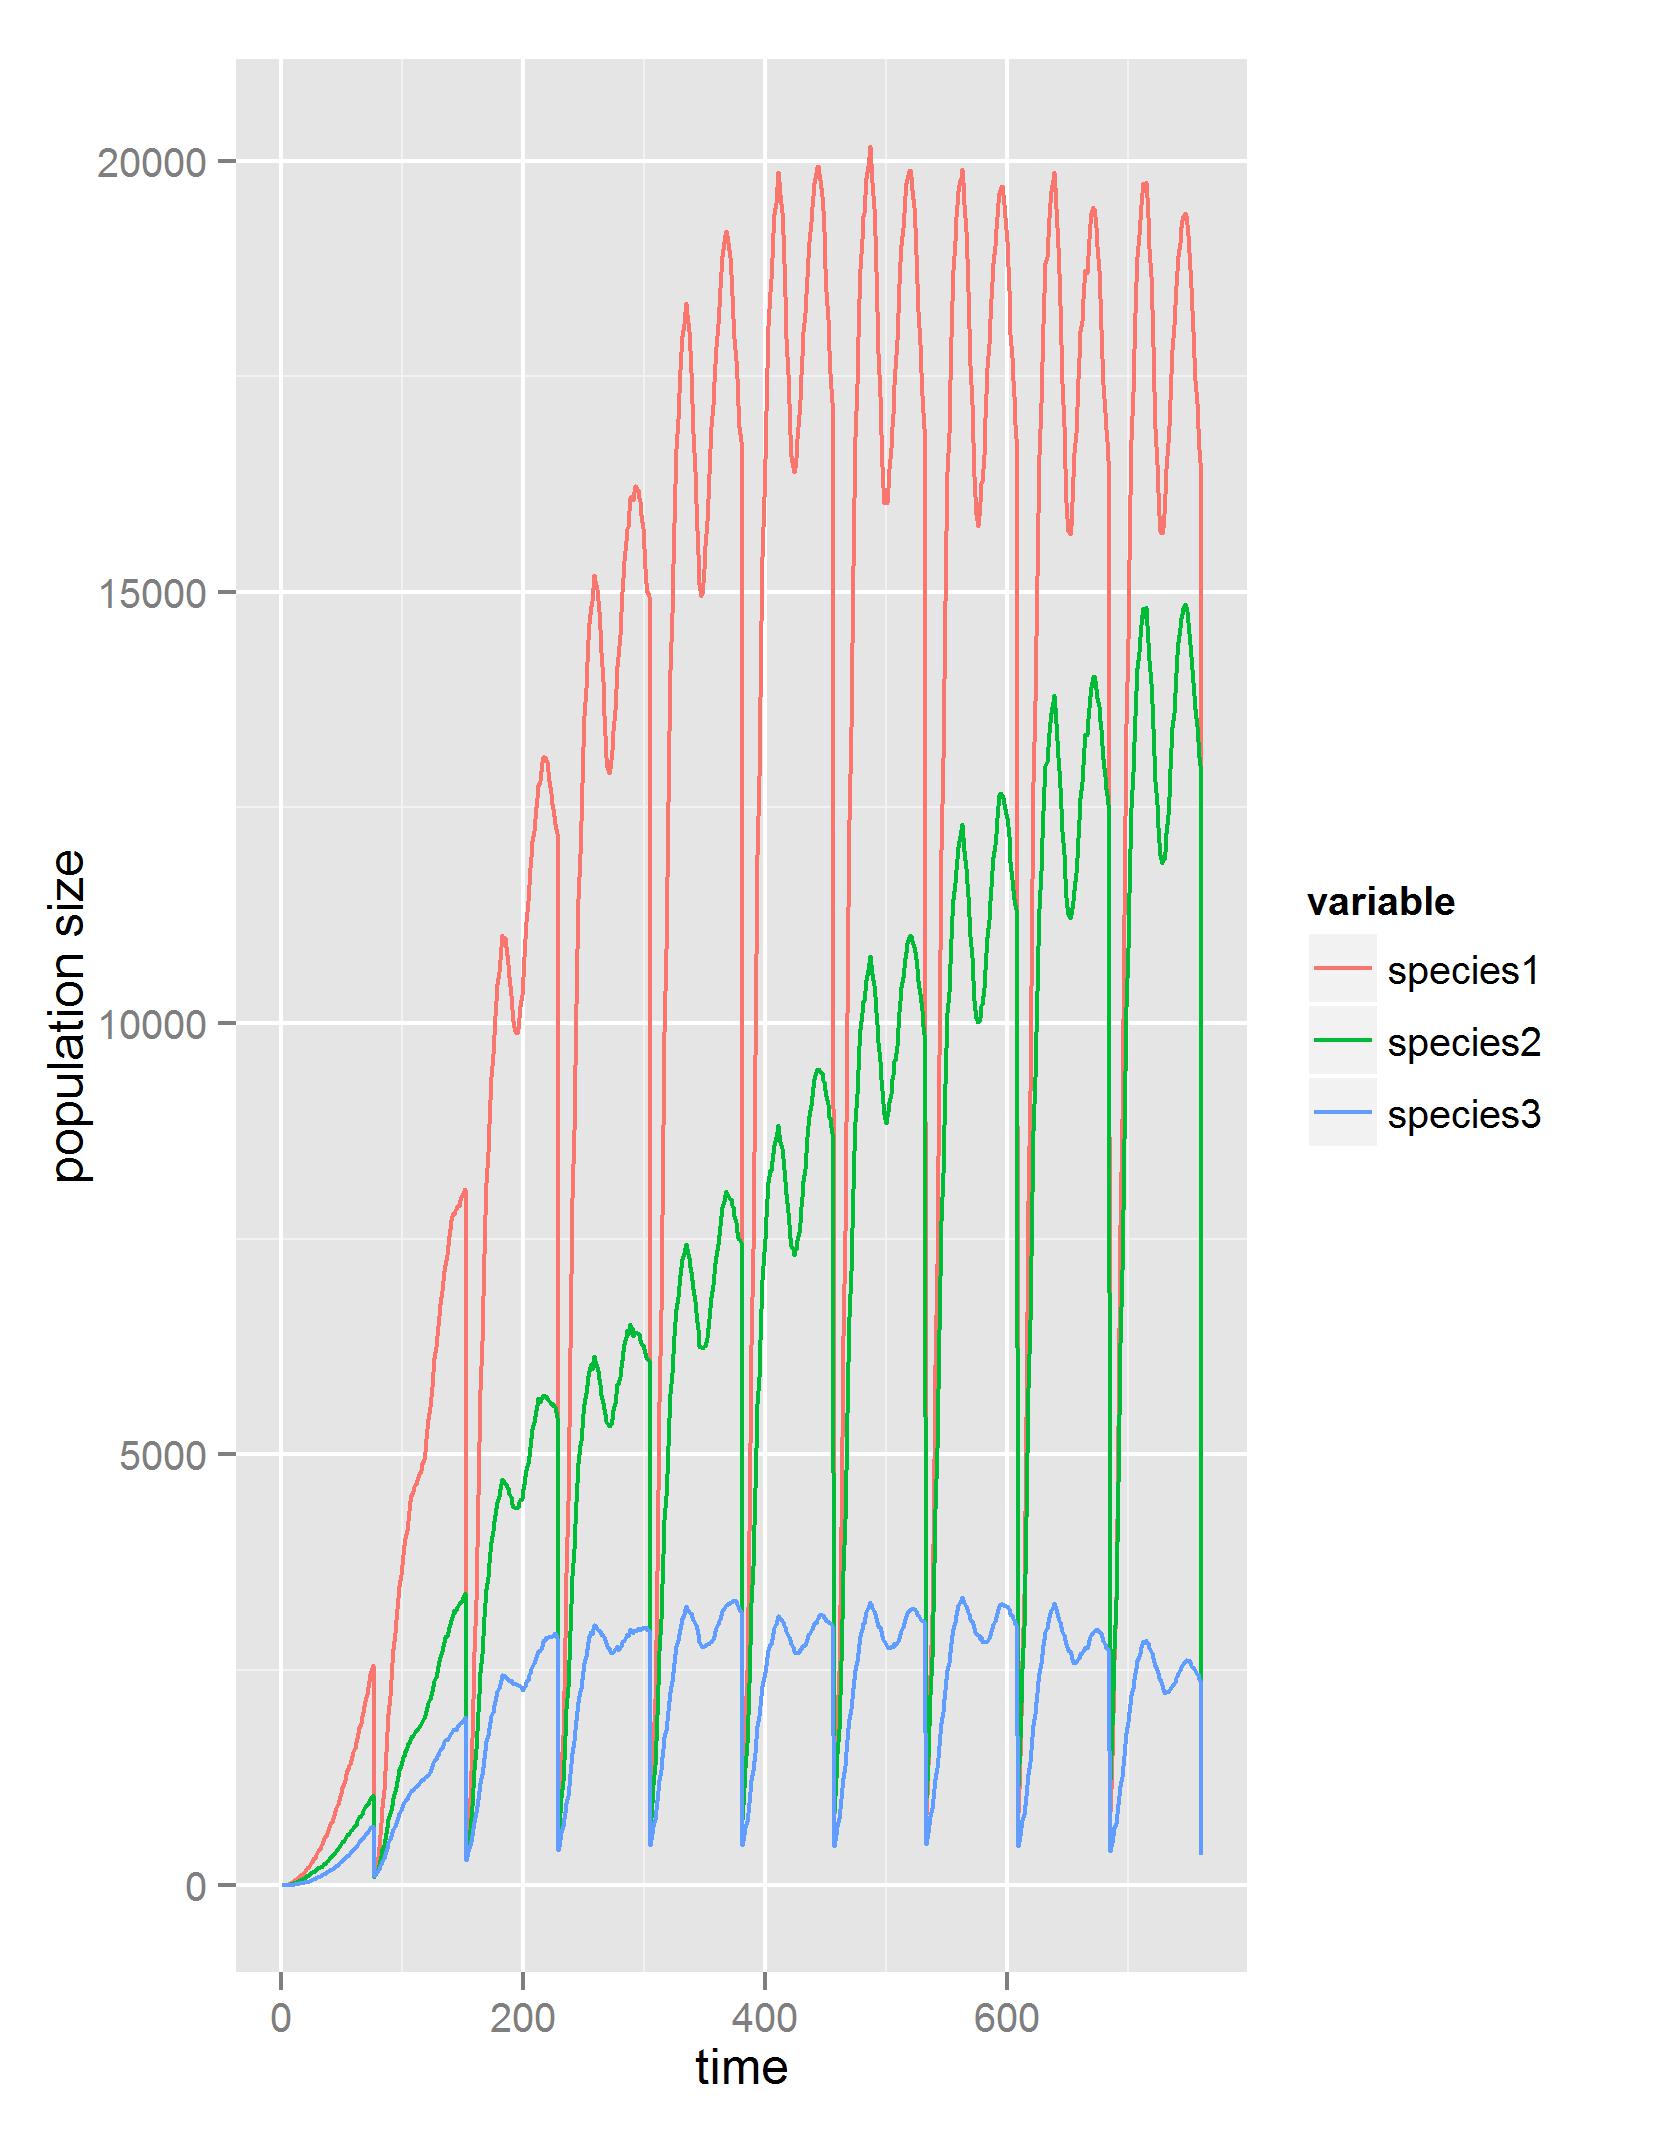 population size
20000
15000
10000
5000
0
0 200 400 600
time
variable
species1
species2
species3